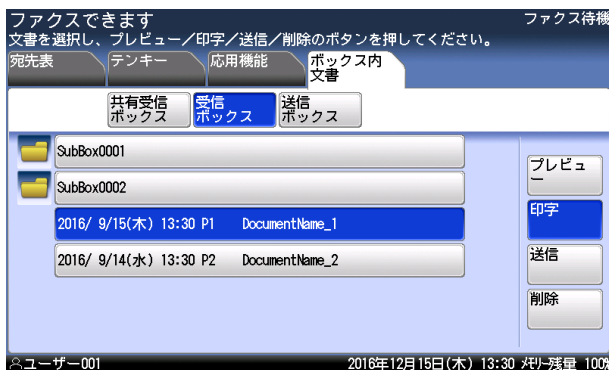 ファクスできます
ファクス待機
文書を選択し、プレビュー／印字／送信／削除のボタンを押してください。
宛先表
テンキー
応用機能
ボックス内
文書
共有受信
ボックス
受信
ボックス
送信
ボックス
SubBox0001
SubBox0002
2016/ 9/15(木) 13:30 P1 DocumentName_1
2016/ 9/14(水) 13:30 P2 DocumentName_2
プレビュ
ー
印字
送信
削除
ユーザー001
2016年12月15日(木) 13:30 メモリー残量 100%